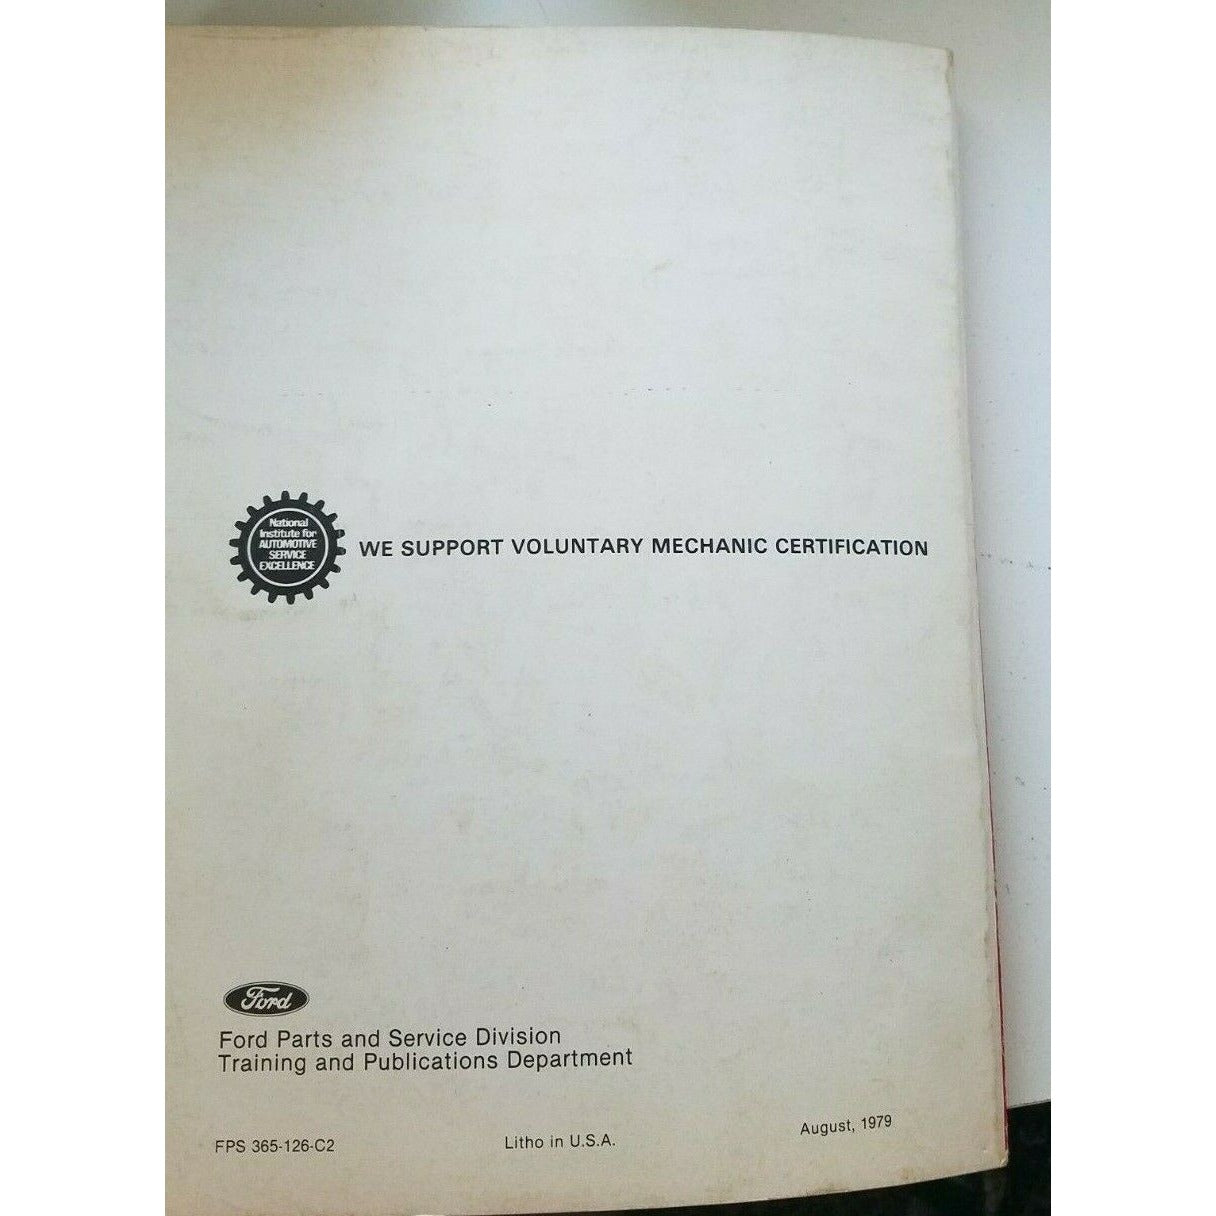 National
Institute for
AUTOMOTIVE
SERVICE
EXCELLENCE
WE SUPPORT VOLUNTARY MECHANIC CERTIFICATION
Ford
Ford Parts and Service Division
Training and Publications Department
FPS 365-126-C2
Litho in U.S.A.
August, 1979